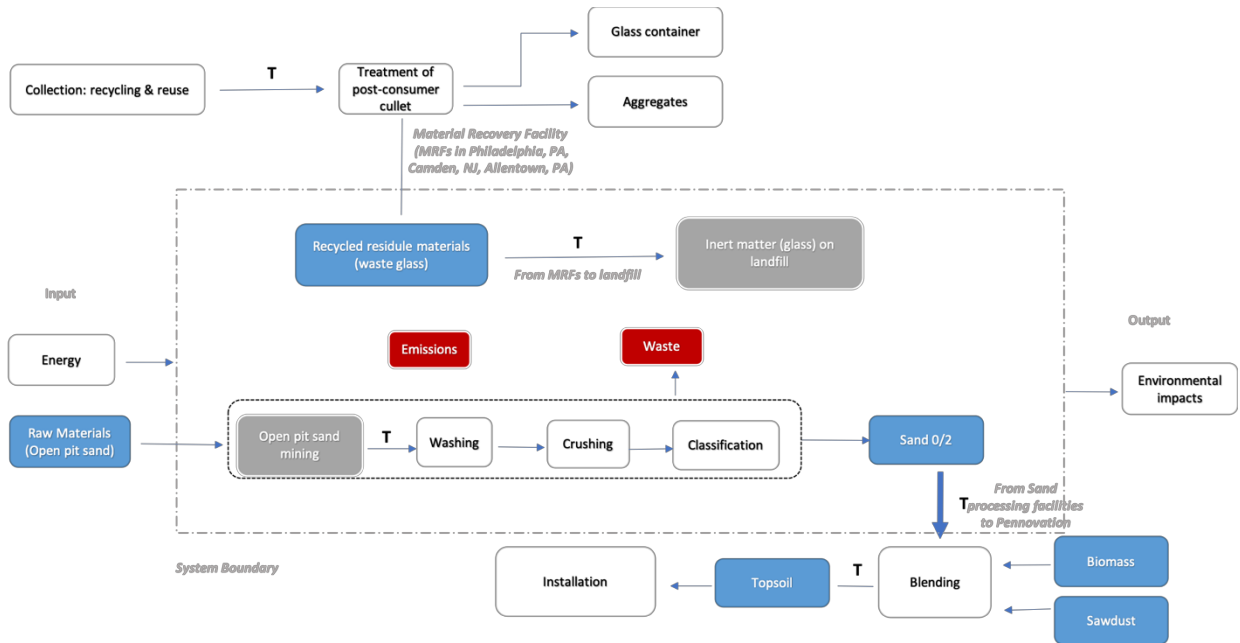 Glass container
T
Collection: recycling & reuse
Treatment of
post-consumer
cullet
Aggregates
Material Recovery Facility
(MRFs in Philadelphia, PA,
Camden, NJ, Allentown, PA)
Recycled residule materials
(waste glass)
T
From MRFs to landfill
Inert matter (glass) on
landfill
Input
Output
Energy
Emissions
Waste
Environmental
impacts
Raw Materials
(Open pit sand)
Open pit sand
mining
T
Washing
Crushing
Classification
Sand 0/2
T
From Sand
processing facilities
to Pennovation
System Boundary
Installation
Topsoil
T
Blending
Biomass
Sawdust